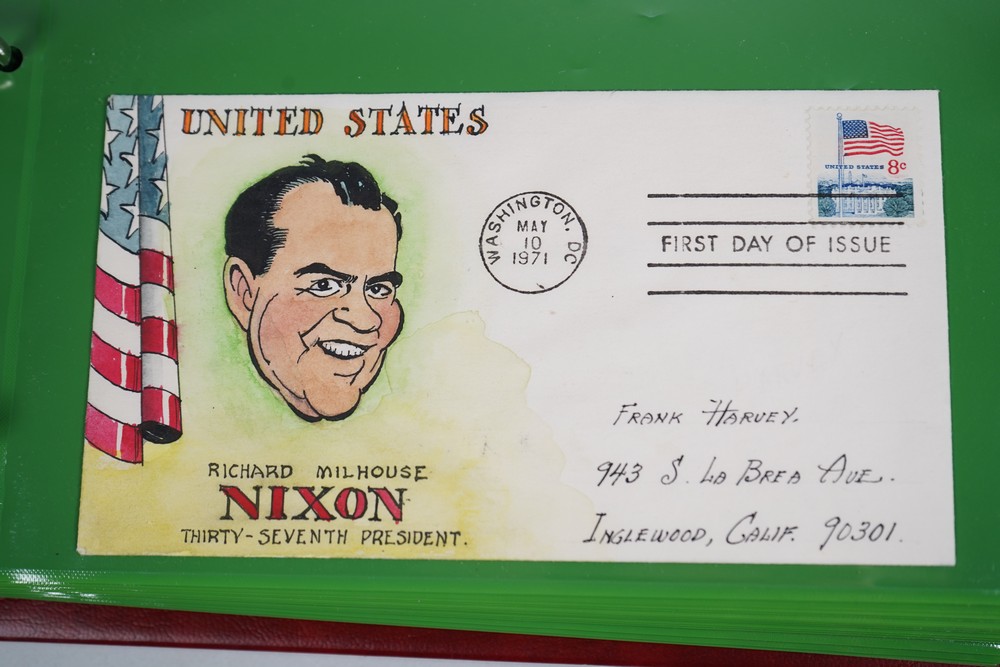 UNITED STATES
UNITED STATES 8c
WASHINGTON, DC
MAY
10
1971
FIRST DAY OF ISSUE
FRANK HARVEY.
943 S. LA BREA AVE.
INGLEWOOD, CALIF. 90301.
RICHARD MILHOUSE
NIXON
THIRTY-SEVENTH PRESIDENT.